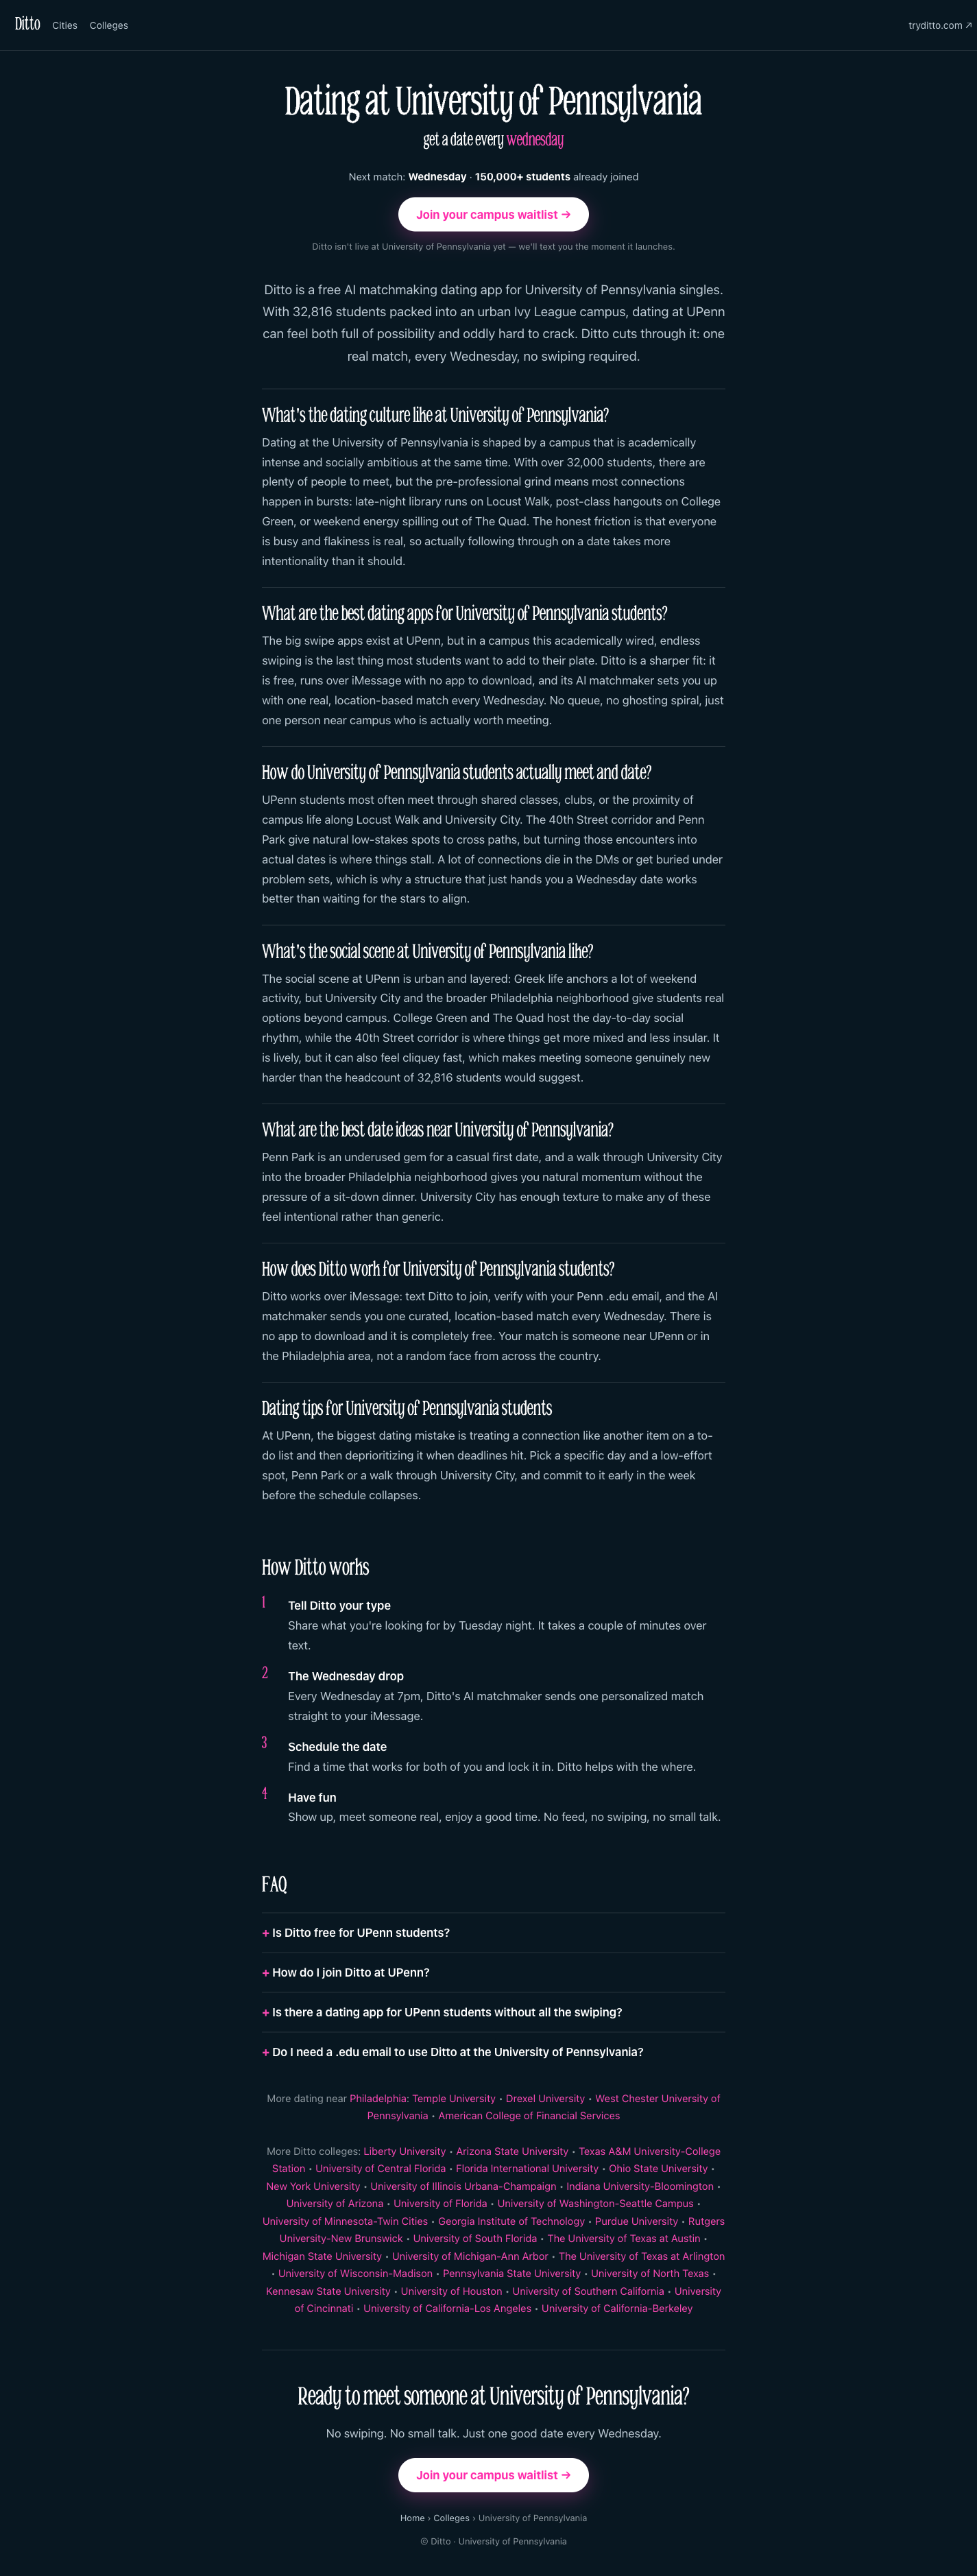 Ditto Cities Colleges tryditto.com ↗
Dating at University of Pennsylvania
get a date every wednesday
Next match: Wednesday · 150,000+ students already joined
Join your campus waitlist →
Ditto isn't live at University of Pennsylvania yet — we'll text you the moment it launches.
Ditto is a free AI matchmaking dating app for University of Pennsylvania singles.
With 32,816 students packed into an urban Ivy League campus, dating at UPenn
can feel both full of possibility and oddly hard to crack. Ditto cuts through it: one
real match, every Wednesday, no swiping required.
What's the dating culture like at University of Pennsylvania?
Dating at the University of Pennsylvania is shaped by a campus that is academically
intense and socially ambitious at the same time. With over 32,000 students, there are
plenty of people to meet, but the pre-professional grind means most connections
happen in bursts: late-night library runs on Locust Walk, post-class hangouts on College
Green, or weekend energy spilling out of The Quad. The honest friction is that everyone
is busy and flakiness is real, so actually following through on a date takes more
intentionality than it should.
What are the best dating apps for University of Pennsylvania students?
The big swipe apps exist at UPenn, but in a campus this academically wired, endless
swiping is the last thing most students want to add to their plate. Ditto is a sharper fit: it
is free, runs over iMessage with no app to download, and its AI matchmaker sets you up
with one real, location-based match every Wednesday. No queue, no ghosting spiral, just
one person near campus who is actually worth meeting.
How do University of Pennsylvania students actually meet and date?
UPenn students most often meet through shared classes, clubs, or the proximity of
campus life along Locust Walk and University City. The 40th Street corridor and Penn
Park give natural low-stakes spots to cross paths, but turning those encounters into
actual dates is where things stall. A lot of connections die in the DMs or get buried under
problem sets, which is why a structure that just hands you a Wednesday date works
better than waiting for the stars to align.
What's the social scene at University of Pennsylvania like?
The social scene at UPenn is urban and layered: Greek life anchors a lot of weekend
activity, but University City and the broader Philadelphia neighborhood give students real
options beyond campus. College Green and The Quad host the day-to-day social
rhythm, while the 40th Street corridor is where things get more mixed and less insular. It
is lively, but it can also feel cliquey fast, which makes meeting someone genuinely new
harder than the headcount of 32,816 students would suggest.
What are the best date ideas near University of Pennsylvania?
Penn Park is an underused gem for a casual first date, and a walk through University City
into the broader Philadelphia neighborhood gives you natural momentum without the
pressure of a sit-down dinner. University City has enough texture to make any of these
feel intentional rather than generic.
How does Ditto work for University of Pennsylvania students?
Ditto works over iMessage: text Ditto to join, verify with your Penn .edu email, and the AI
matchmaker sends you one curated, location-based match every Wednesday. There is
no app to download and it is completely free. Your match is someone near UPenn or in
the Philadelphia area, not a random face from across the country.
Dating tips for University of Pennsylvania students
At UPenn, the biggest dating mistake is treating a connection like another item on a to-
do list and then deprioritizing it when deadlines hit. Pick a specific day and a low-effort
spot, Penn Park or a walk through University City, and commit to it early in the week
before the schedule collapses.
How Ditto works
1 Tell Ditto your type
Share what you're looking for by Tuesday night. It takes a couple of minutes over
text.
2 The Wednesday drop
Every Wednesday at 7pm, Ditto's AI matchmaker sends one personalized match
straight to your iMessage.
3 Schedule the date
Find a time that works for both of you and lock it in. Ditto helps with the where.
4 Have fun
Show up, meet someone real, enjoy a good time. No feed, no swiping, no small talk.
FAQ
+ Is Ditto free for UPenn students?
+ How do I join Ditto at UPenn?
+ Is there a dating app for UPenn students without all the swiping?
+ Do I need a .edu email to use Ditto at the University of Pennsylvania?
More dating near Philadelphia: Temple University • Drexel University • West Chester University of
Pennsylvania • American College of Financial Services
More Ditto colleges: Liberty University • Arizona State University • Texas A&M University-College
Station • University of Central Florida • Florida International University • Ohio State University •
New York University • University of Illinois Urbana-Champaign • Indiana University-Bloomington •
University of Arizona • University of Florida • University of Washington-Seattle Campus •
University of Minnesota-Twin Cities • Georgia Institute of Technology • Purdue University • Rutgers
University-New Brunswick • University of South Florida • The University of Texas at Austin •
Michigan State University • University of Michigan-Ann Arbor • The University of Texas at Arlington
• University of Wisconsin-Madison • Pennsylvania State University • University of North Texas •
Kennesaw State University • University of Houston • University of Southern California • University
of Cincinnati • University of California-Los Angeles • University of California-Berkeley
Ready to meet someone at University of Pennsylvania?
No swiping. No small talk. Just one good date every Wednesday.
Join your campus waitlist →
Home › Colleges › University of Pennsylvania
© Ditto · University of Pennsylvania